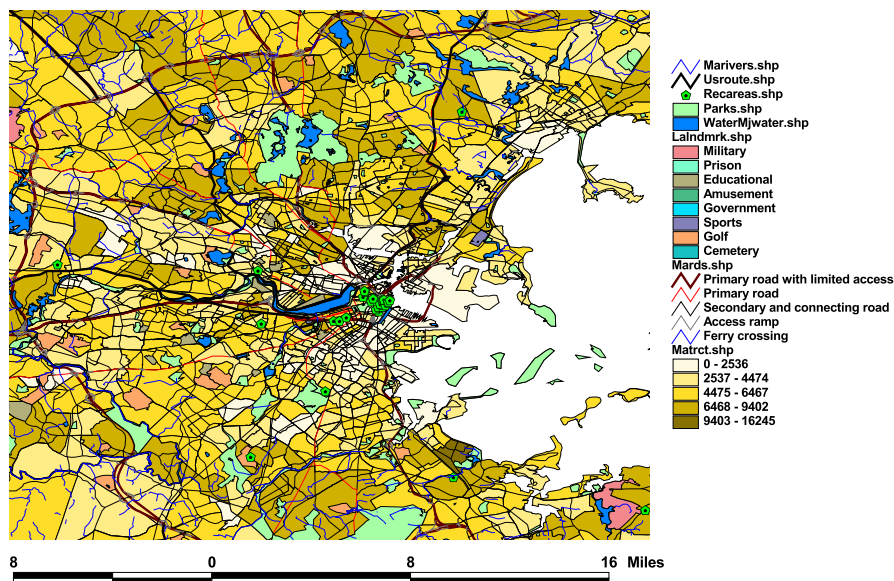 Marivers.shp
Usroute.shp
Recareas.shp
Parks.shp
WaterMjwater.shp
Lalndmrk.shp
Military
Prison
Educational
Amusement
Government
Sports
Golf
Cemetery
Mards.shp
Primary road with limited access
Primary road
Secondary and connecting road
Access ramp
Ferry crossing
Matrct.shp
0 - 2536
2537 - 4474
4475 - 6467
6468 - 9402
9403 - 16245
8 0 8 16 Miles